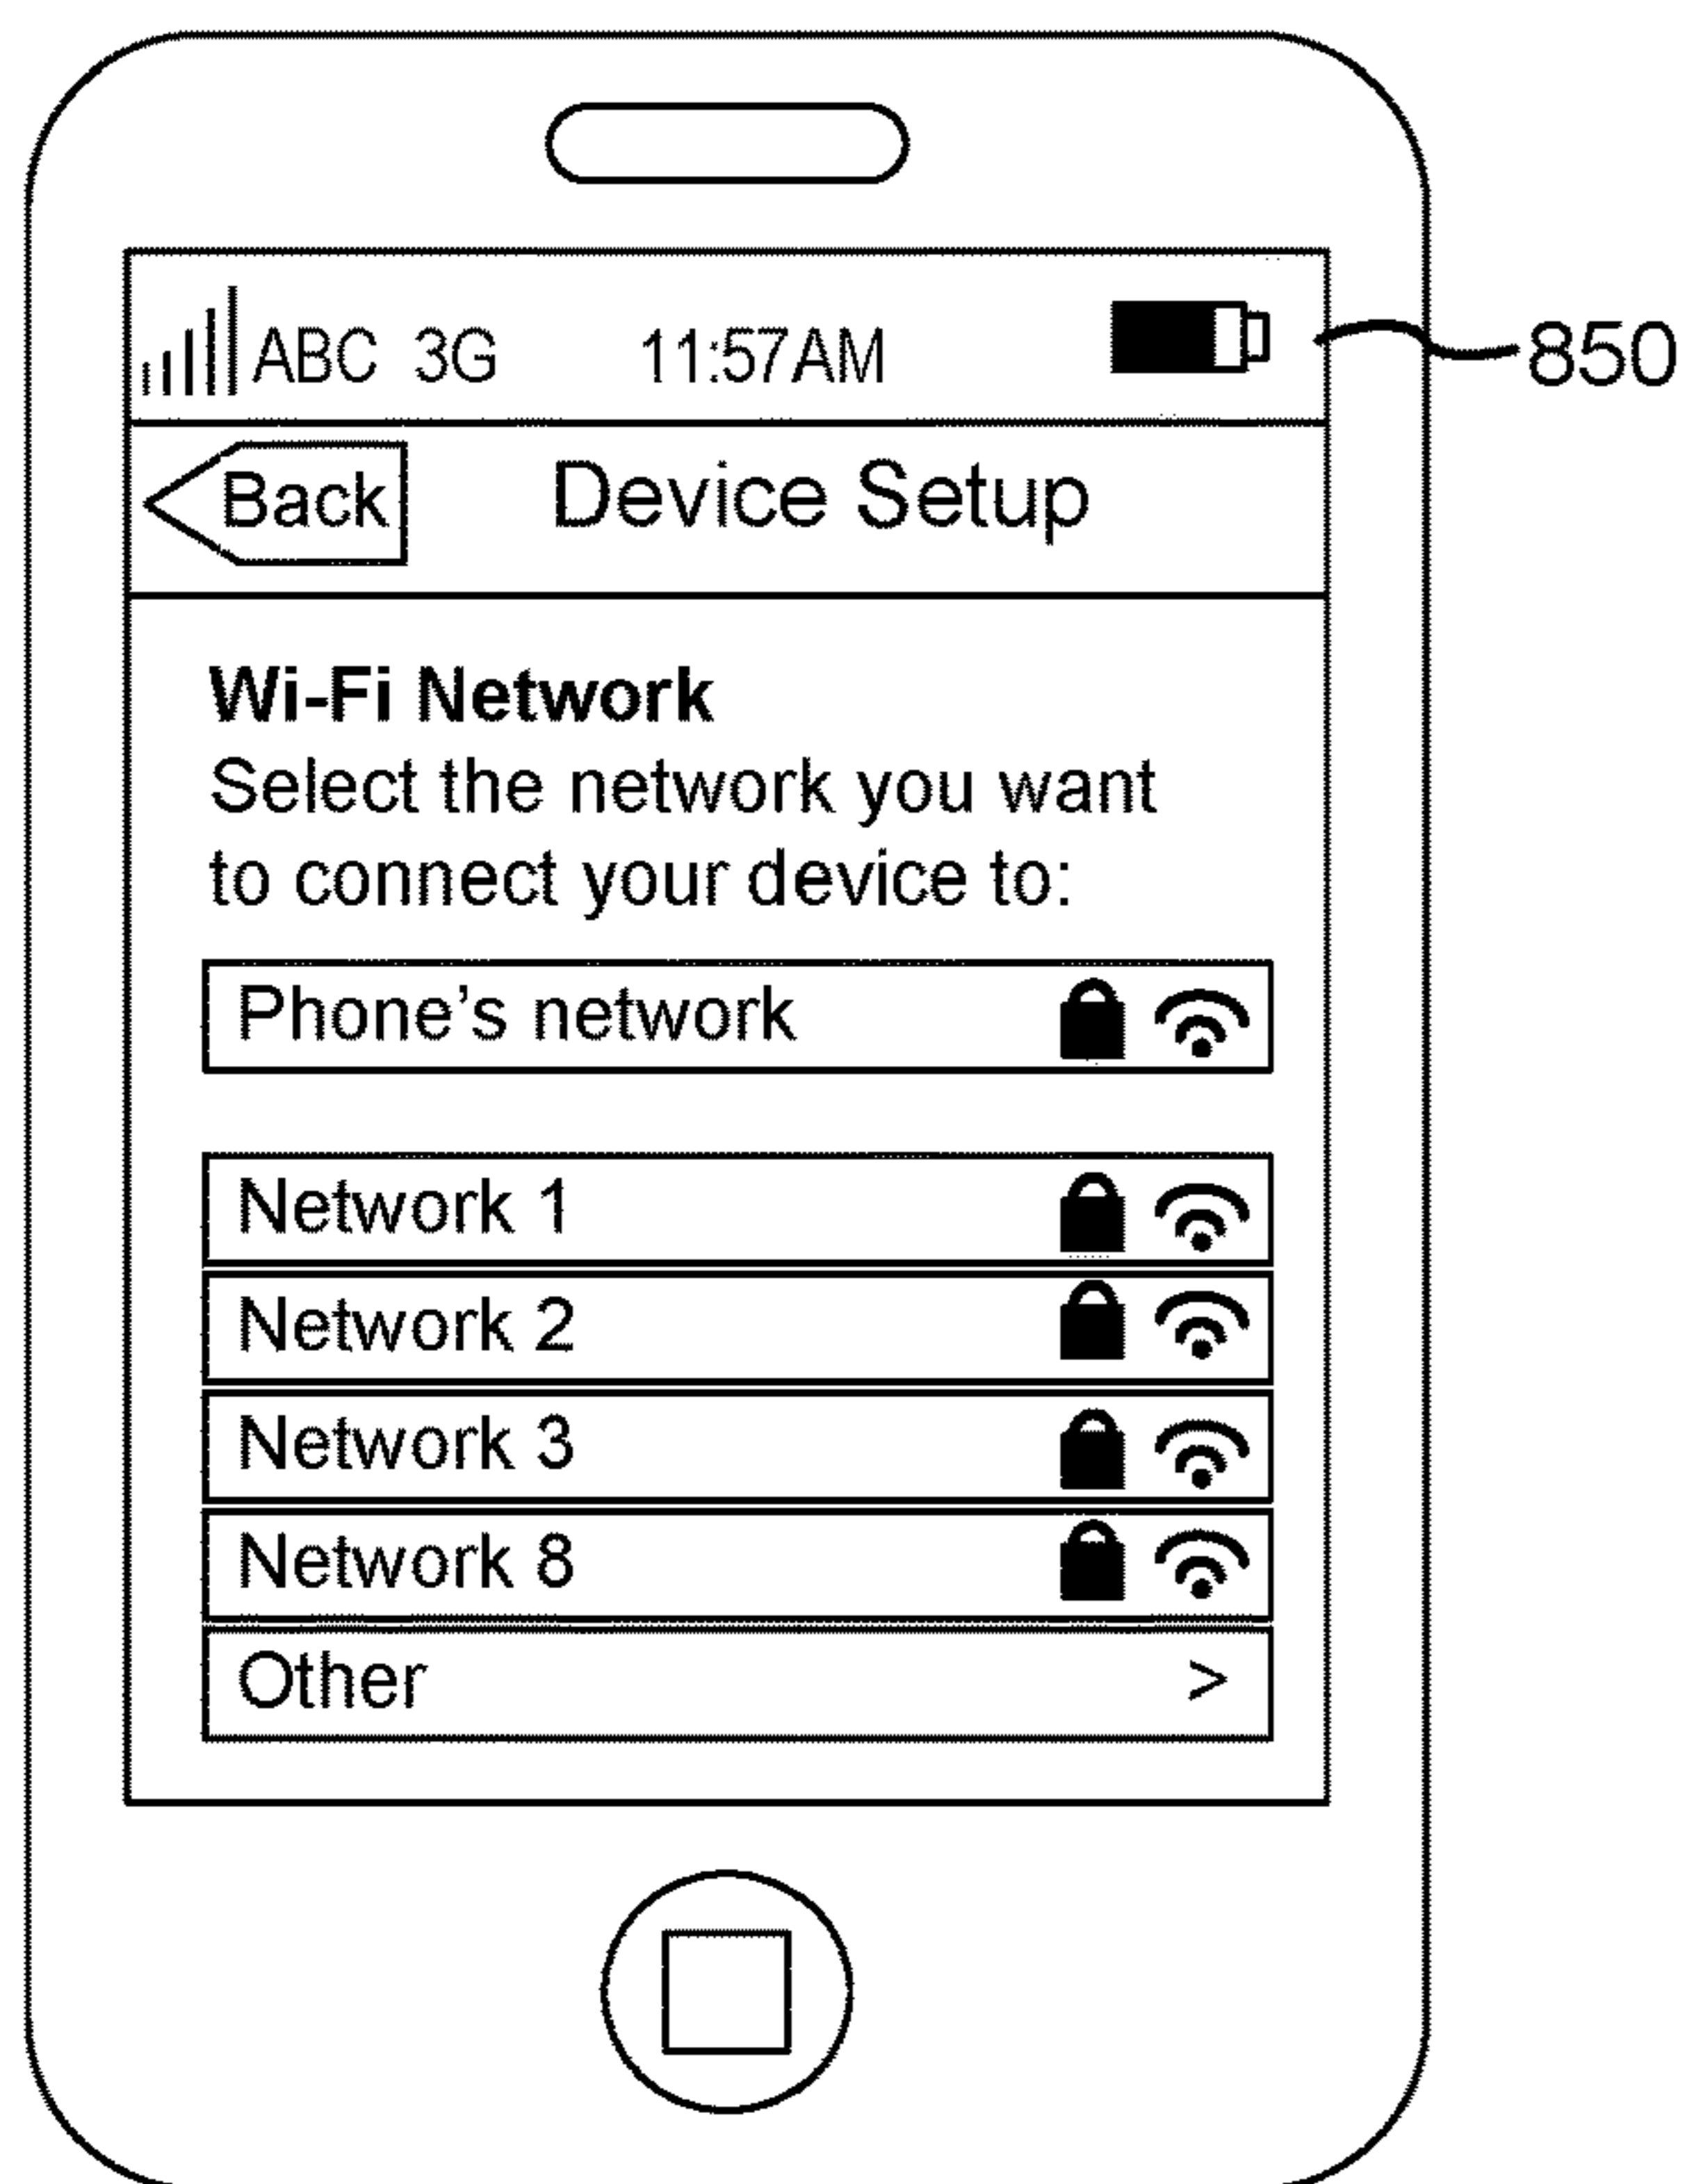 ABC 3G 11:57AM
850
Back Device Setup
Wi-Fi Network
Select the network you want
to connect your device to:
Phone's network
Network 1
Network 2
Network 3
Network 8
Other >